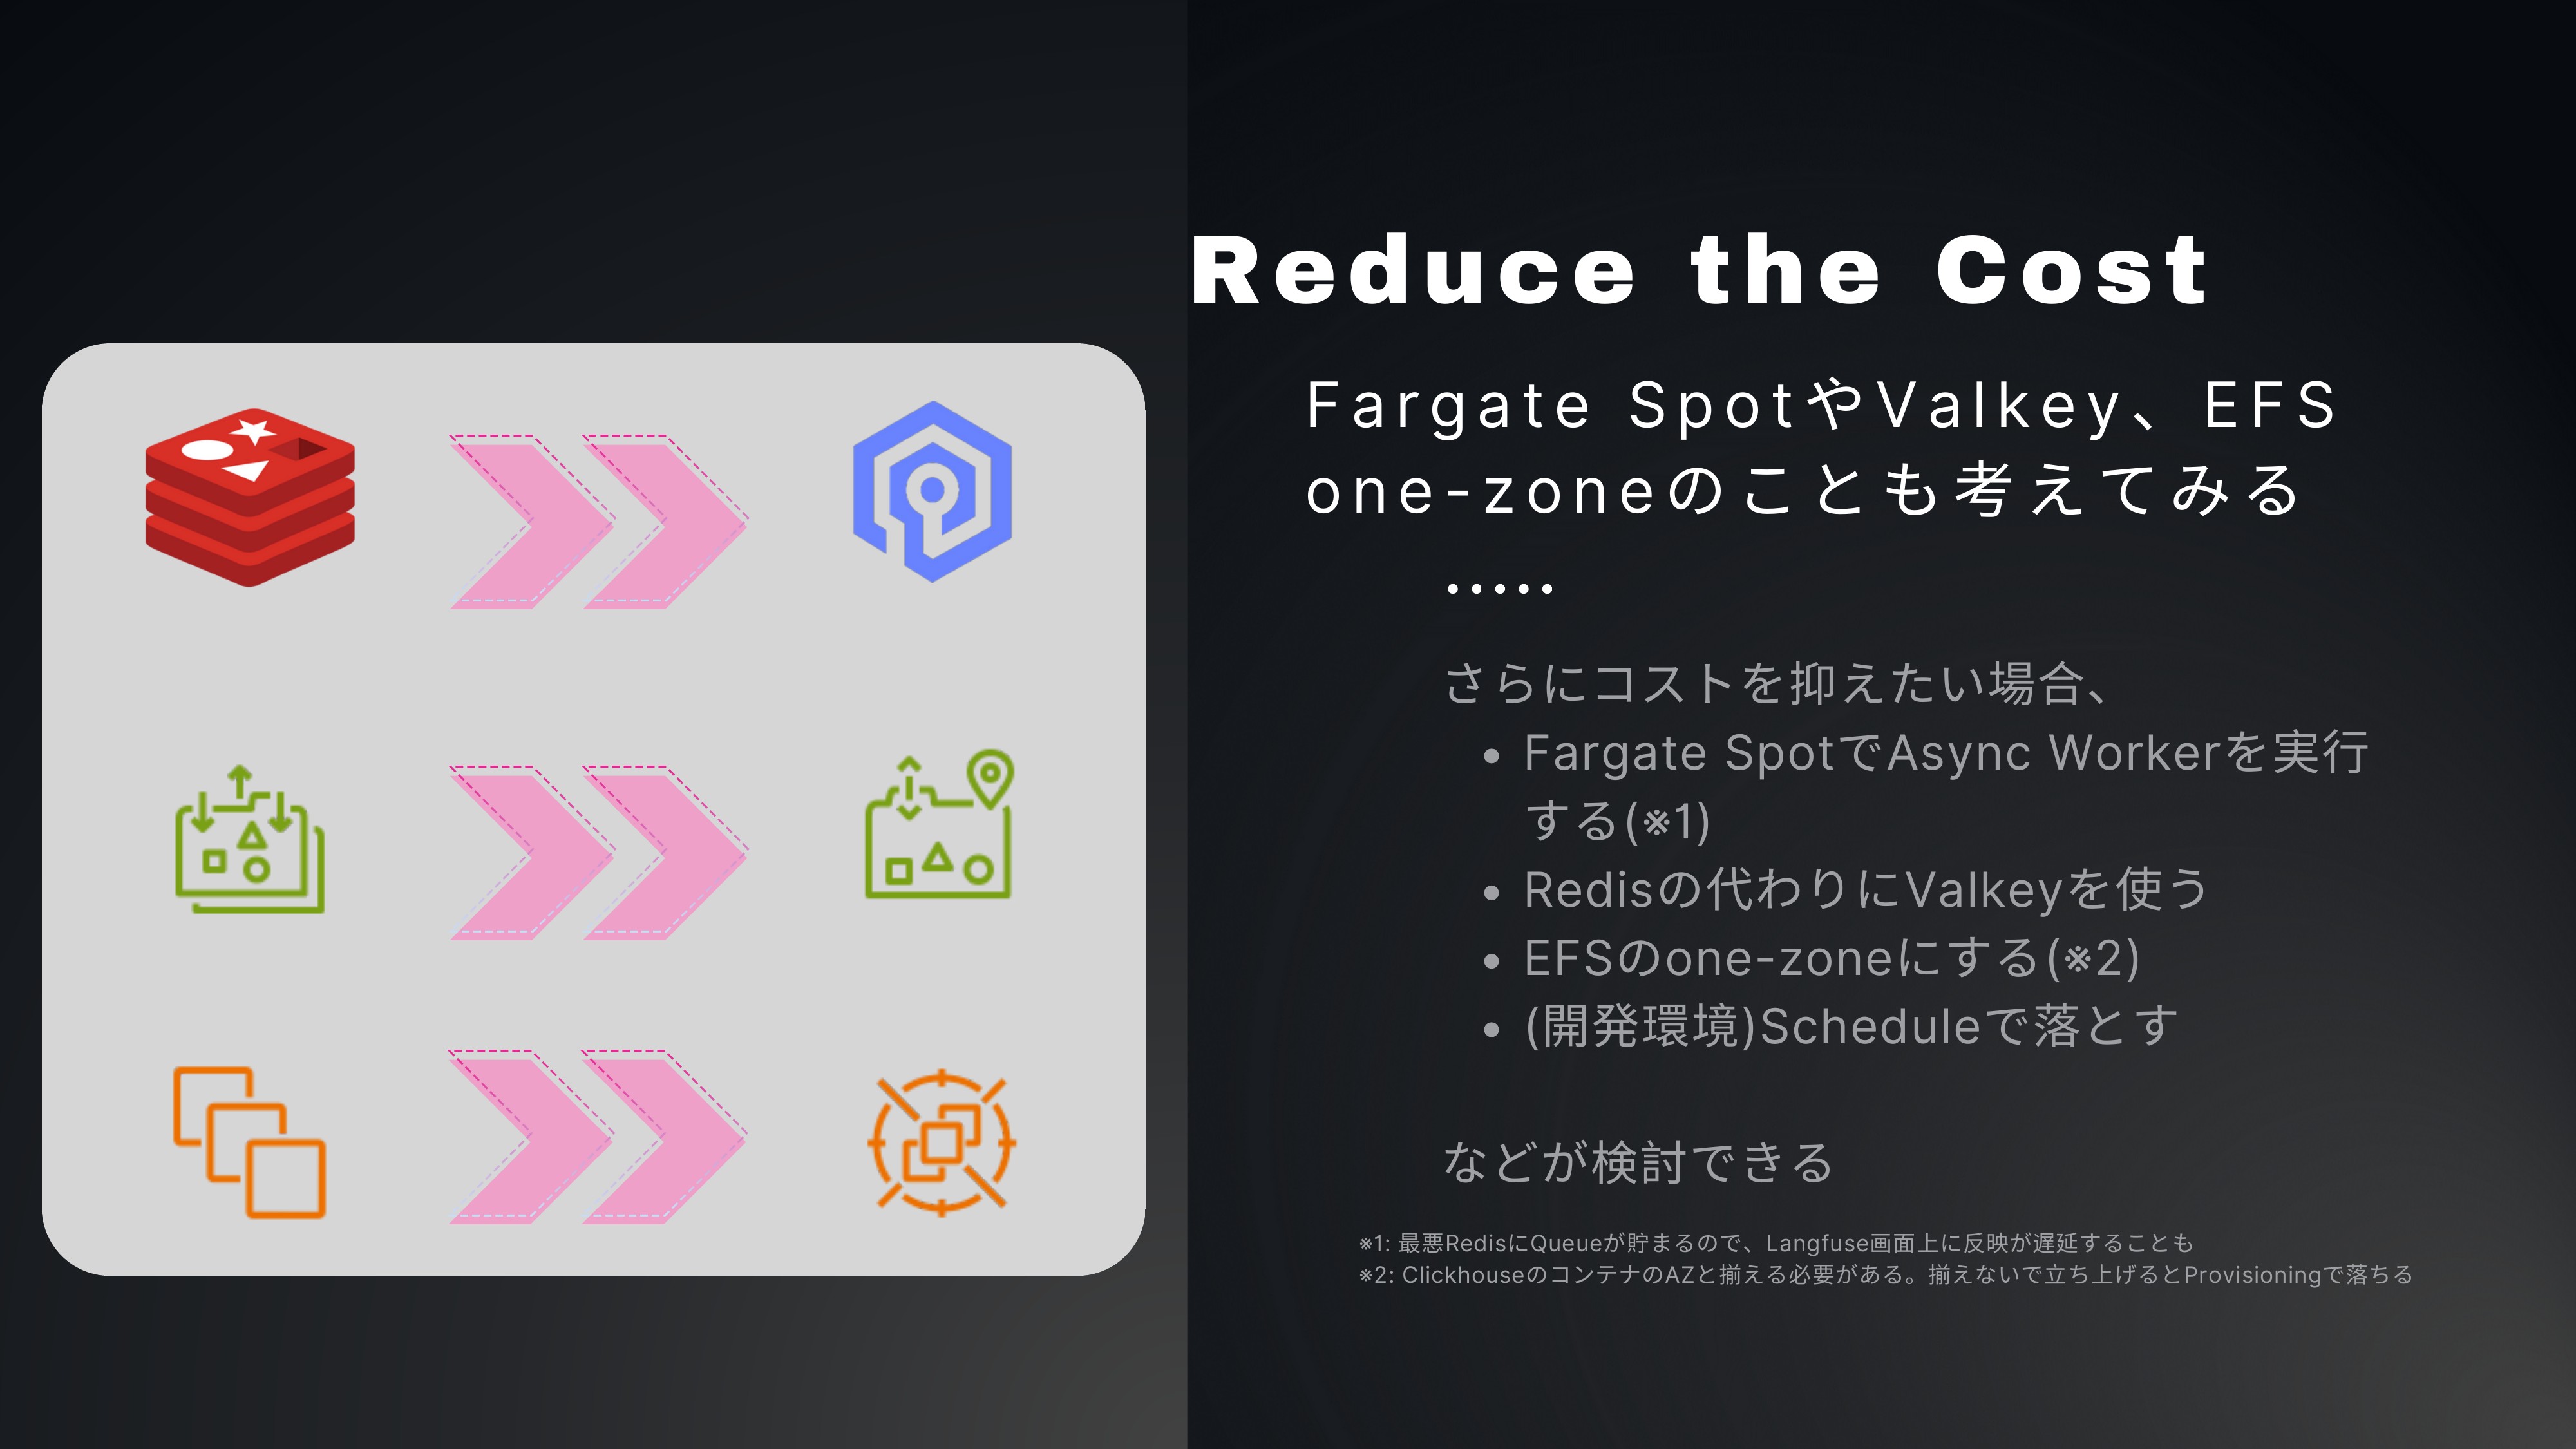 Reduce the Cost
Fargate SpotやValkey、EFS
one-zoneのことも考えてみる
.....
さらにコストを抑えたい場合、
• Fargate SpotでAsync Workerを実行
する(※1)
• Redisの代わりにValkeyを使う
• EFSのone-zoneにする(※2)
• (開発環境)Scheduleで落とす
などが検討できる
※1: 最悪RedisにQueueが貯まるので、Langfuse画面上に反映が遅延することも
※2: ClickhouseのコンテナのAZと揃える必要がある。揃えないで立ち上げるとProvisioningで落ちる